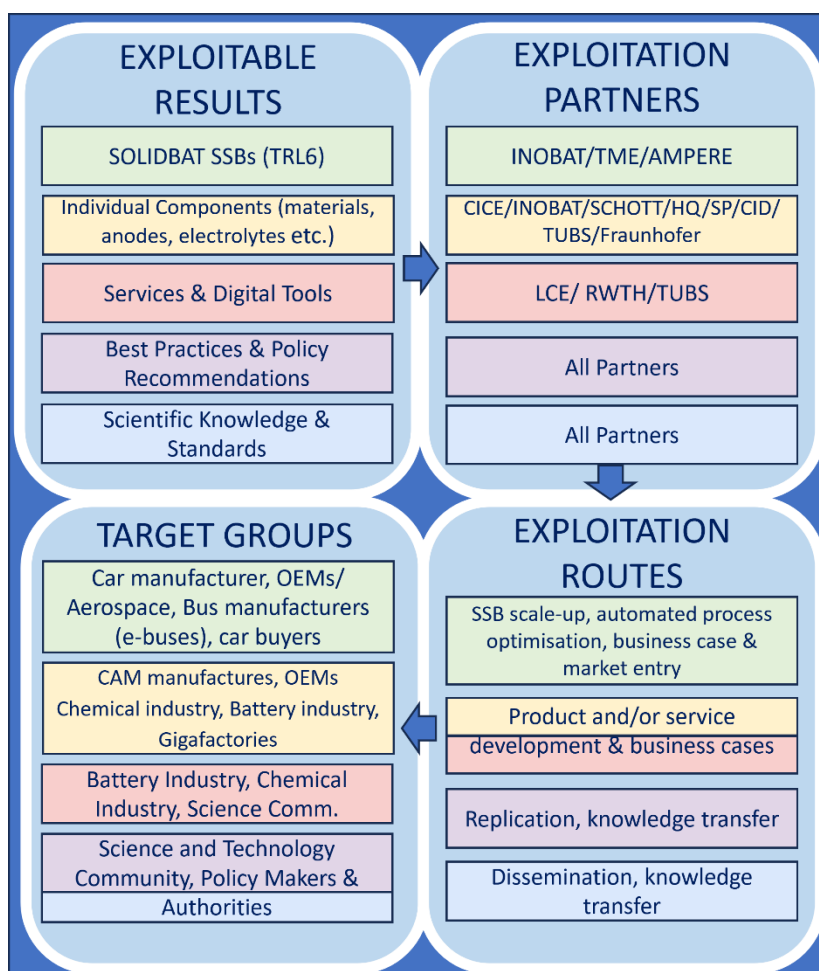 EXPLOITABLE
RESULTS
SOLIDBAT SSBs (TRL6)
Individual Components (materials,
anodes, electrolytes etc.)
Services & Digital Tools
Best Practices & Policy
Recommendations
Scientific Knowledge &
Standards
EXPLOITATION
PARTNERS
INOBAT/TME/AMPERE
CICE/INOBAT/SCHOTT/HQ/SP/CID/
TUBS/Fraunhofer
LCE/ RWTH/TUBS
All Partners
All Partners
EXPLOITATION
ROUTES
SSB scale-up, automated process
optimisation, business case &
market entry
Product and/or service
development & business cases
Replication, knowledge transfer
Dissemination, knowledge
transfer
TARGET GROUPS
Car manufacturer, OEMs/
Aerospace, Bus manufacturers
(e-buses), car buyers
CAM manufactures, OEMs
Chemical industry, Battery industry,
Gigafactories
Battery Industry, Chemical
Industry, Science Comm.
Science and Technology
Community, Policy Makers &
Authorities